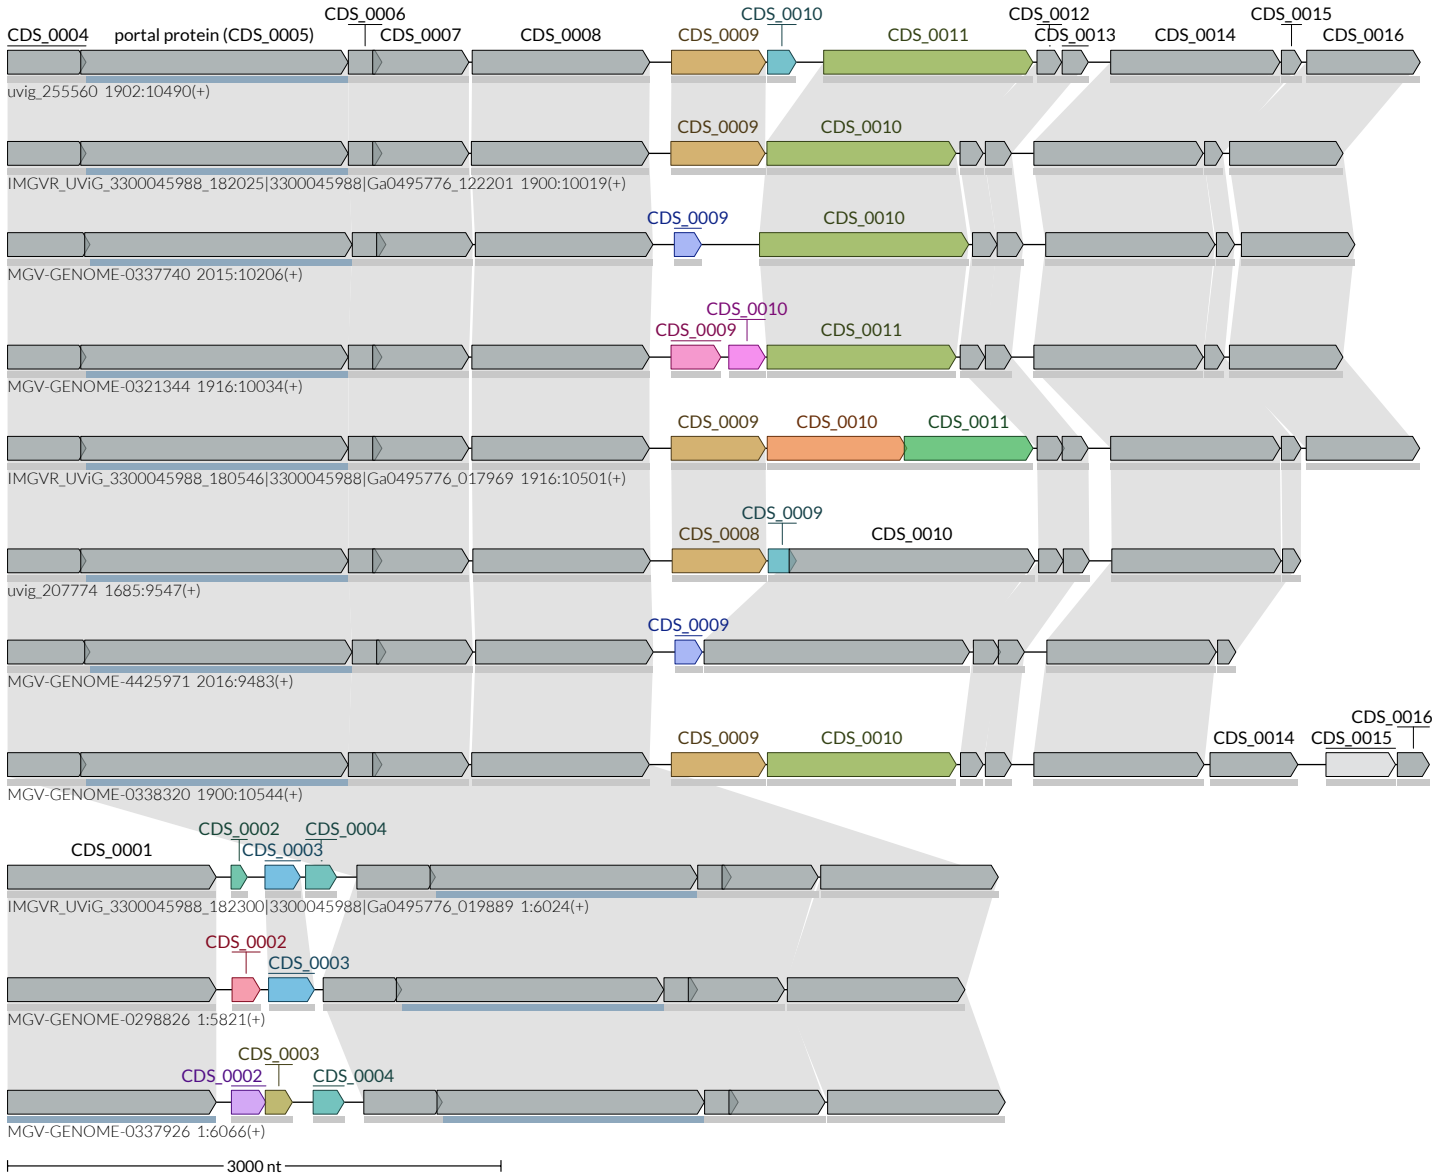 CDS_0006 CDS_0010 CDS_0012 CDS_0015
CDS_0004 portal protein (CDS_0005) CDS_0007 CDS_0008 CDS_0009 CDS_0011 CDS_0013 CDS_0014 CDS_0016
uvig_255560 1902:10490(+)
CDS_0009 CDS_0010
IMGVR_UViG_3300045988_182025|3300045988|Ga0495776_122201 1900:10019(+)
CDS_0009 CDS_0010
MGV-GENOME-0337740 2015:10206(+)
CDS_0010
CDS_0009 CDS_0011
MGV-GENOME-0321344 1916:10034(+)
CDS_0009 CDS_0010 CDS_0011
IMGVR_UViG_3300045988_180546|3300045988|Ga0495776_017969 1916:10501(+)
CDS_0009
CDS_0008 CDS_0010
uvig_207774 1685:9547(+)
CDS_0009
MGV-GENOME-4425971 2016:9483(+)
CDS_0016
CDS_0009 CDS_0010 CDS_0014 CDS_0015
MGV-GENOME-0338320 1900:10544(+)
CDS_0002 CDS_0004
CDS_0001 CDS_0003
IMGVR_UViG_3300045988_182300|3300045988|Ga0495776_019889 1:6024(+)
CDS_0002
CDS_0003
MGV-GENOME-0298826 1:5821(+)
CDS_0003
CDS_0002 CDS_0004
MGV-GENOME-0337926 1:6066(+)
3000 nt